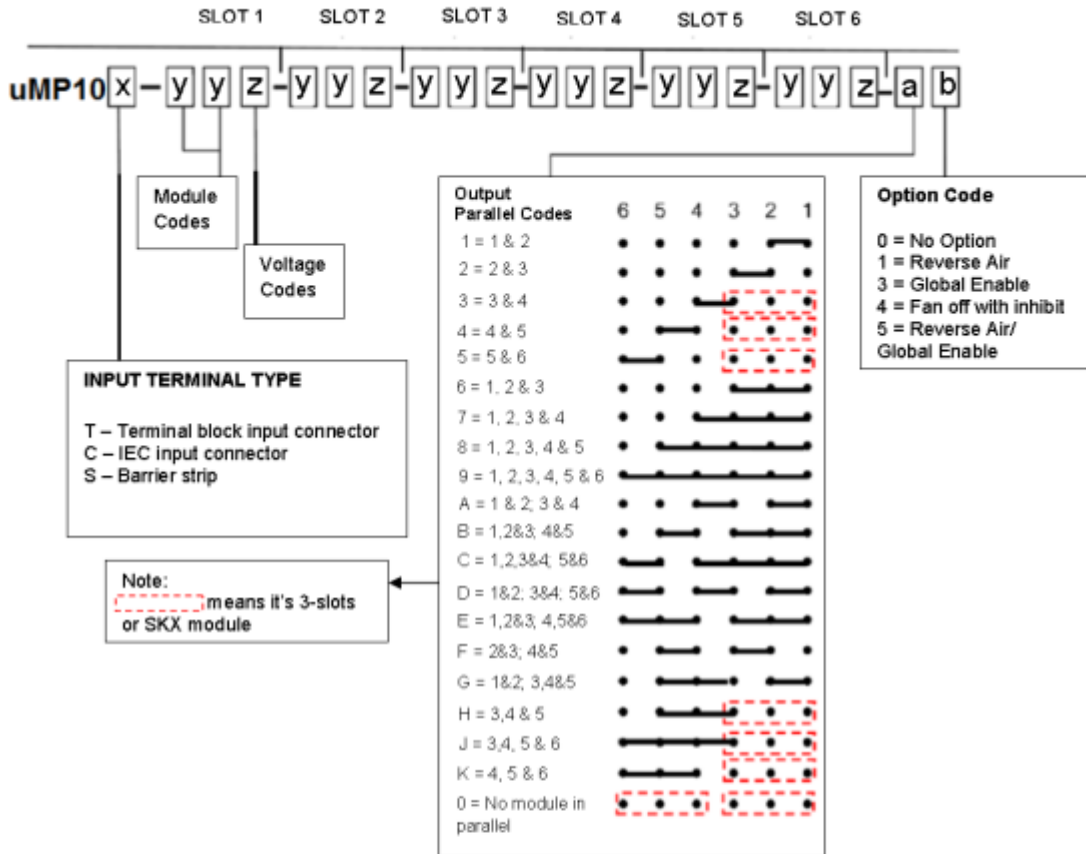 SLOT 1 SLOT 2 SLOT 3 SLOT 4 SLOT 5 SLOT 6
uMP10 x – y y z – y y z – y y z – y y z – y y z – y y z – a b
Module
Codes
Voltage
Codes
INPUT TERMINAL TYPE
T – Terminal block input connector
C – IEC input connector
S – Barrier strip
Note:
means it's 3-slots
or SKX module
Output
Parallel Codes 6 5 4 3 2 1
1 = 1 & 2
2 = 2 & 3
3 = 3 & 4
4 = 4 & 5
5 = 5 & 6
6 = 1, 2 & 3
7 = 1, 2, 3 & 4
8 = 1, 2, 3, 4 & 5
9 = 1, 2, 3, 4, 5 & 6
A = 1 & 2; 3 & 4
B = 1,2&3; 4&5
C = 1,2,3&4; 5&6
D = 1&2; 3&4; 5&6
E = 1,2&3; 4,5&6
F = 2&3; 4&5
G = 1&2; 3,4&5
H = 3,4 & 5
J = 3,4, 5 & 6
K = 4, 5 & 6
0 = No module in
parallel
Option Code
0 = No Option
1 = Reverse Air
3 = Global Enable
4 = Fan off with inhibit
5 = Reverse Air/
Global Enable